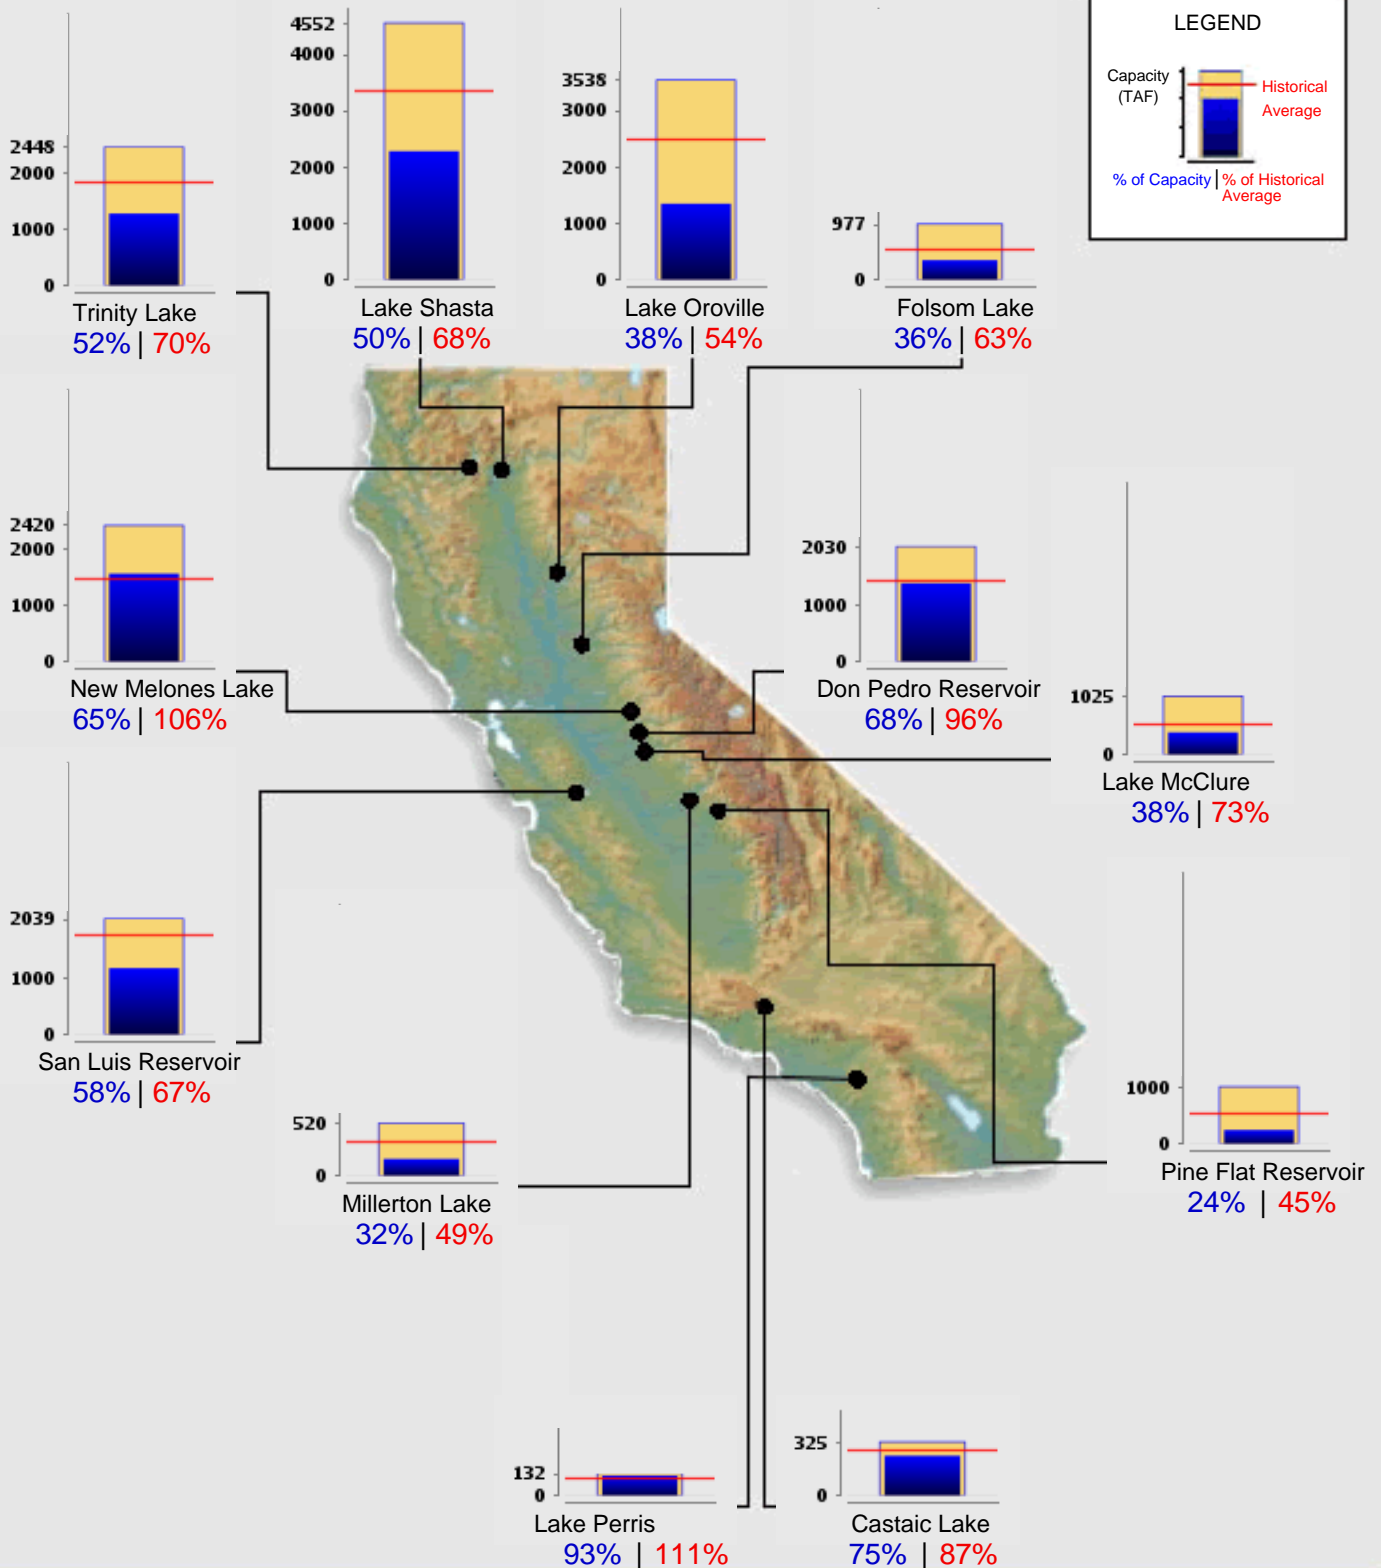 4552
4000
3000
2000
1000
0
Lake Shasta
50% | 68%
3538
3000
2000
1000
0
Lake Oroville
38% | 54%
LEGEND
Capacity
(TAF)
Historical
Average
% of Capacity | % of Historical
Average
2448
2000
1000
0
Trinity Lake
52% | 70%
977
0
Folsom Lake
36% | 63%
2420
2000
1000
0
New Melones Lake
65% | 106%
2030
1000
0
Don Pedro Reservoir
68% | 96%
1025
0
Lake McClure
38% | 73%
2039
1000
0
San Luis Reservoir
58% | 67%
520
0
Millerton Lake
32% | 49%
1000
0
Pine Flat Reservoir
24% | 45%
132
0
Lake Perris
93% | 111%
325
0
Castaic Lake
75% | 87%